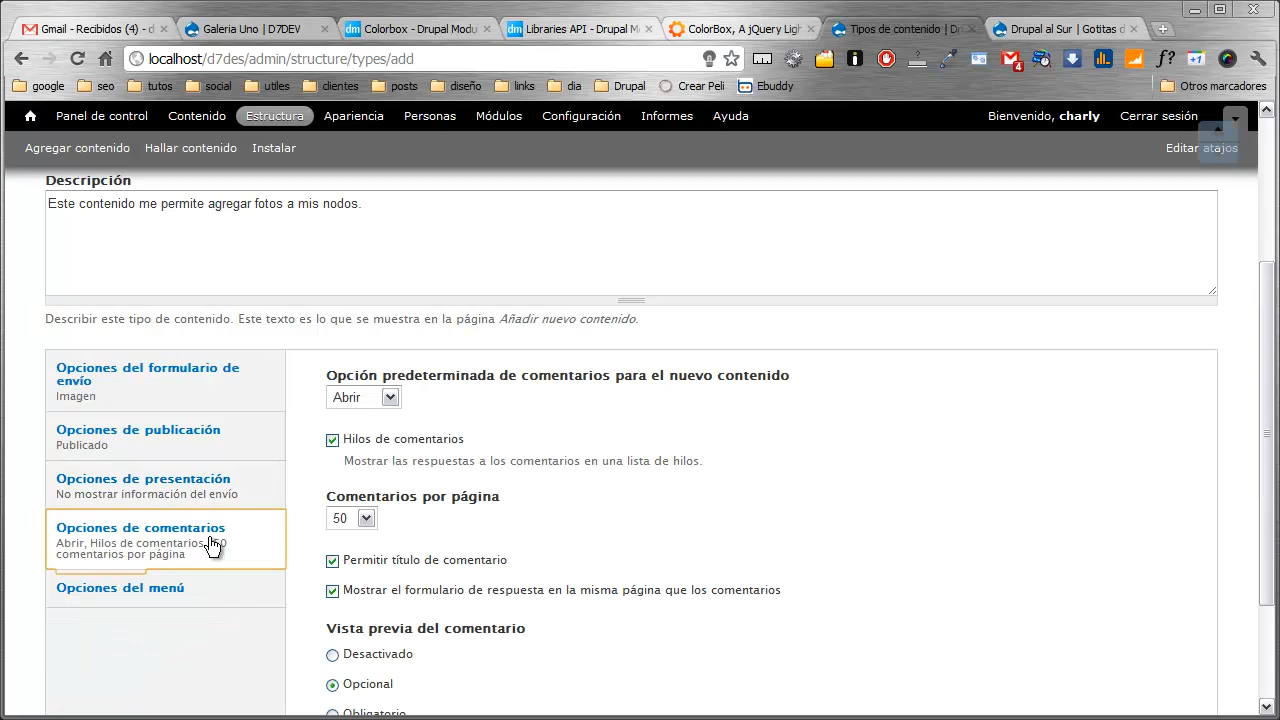 Gmail - Recibidos (4) - d
Galeria Uno | D7DEV
Colorbox - Drupal Modu
Libraries API - Drupal M
ColorBox, A jQuery Ligh
Tipos de contenido | Dr
Drupal al Sur | Gotitas d
localhost/d7des/admin/structure/types/add
google seo tutos social utiles clientes posts diseño links dia Drupal Crear Peli Ebuddy Otros marcadores
Panel de control Contenido Estructura Apariencia Personas Módulos Configuración Informes Ayuda Bienvenido, charly Cerrar sesión
Agregar contenido Hallar contenido Instalar Editar atajos
Descripción
Este contenido me permite agregar fotos a mis nodos.
Describir este tipo de contenido. Este texto es lo que se muestra en la página Añadir nuevo contenido.
Opciones del formulario de
envío
Imagen
Opciones de publicación
Publicado
Opciones de presentación
No mostrar información del envío
Opciones de comentarios
Abrir, Hilos de comentarios,
comentarios por página
Opciones del menú
Opción predeterminada de comentarios para el nuevo contenido
Abrir
Hilos de comentarios
Mostrar las respuestas a los comentarios en una lista de hilos.
Comentarios por página
50
Permitir título de comentario
Mostrar el formulario de respuesta en la misma página que los comentarios
Vista previa del comentario
Desactivado
Opcional
Obligatorio